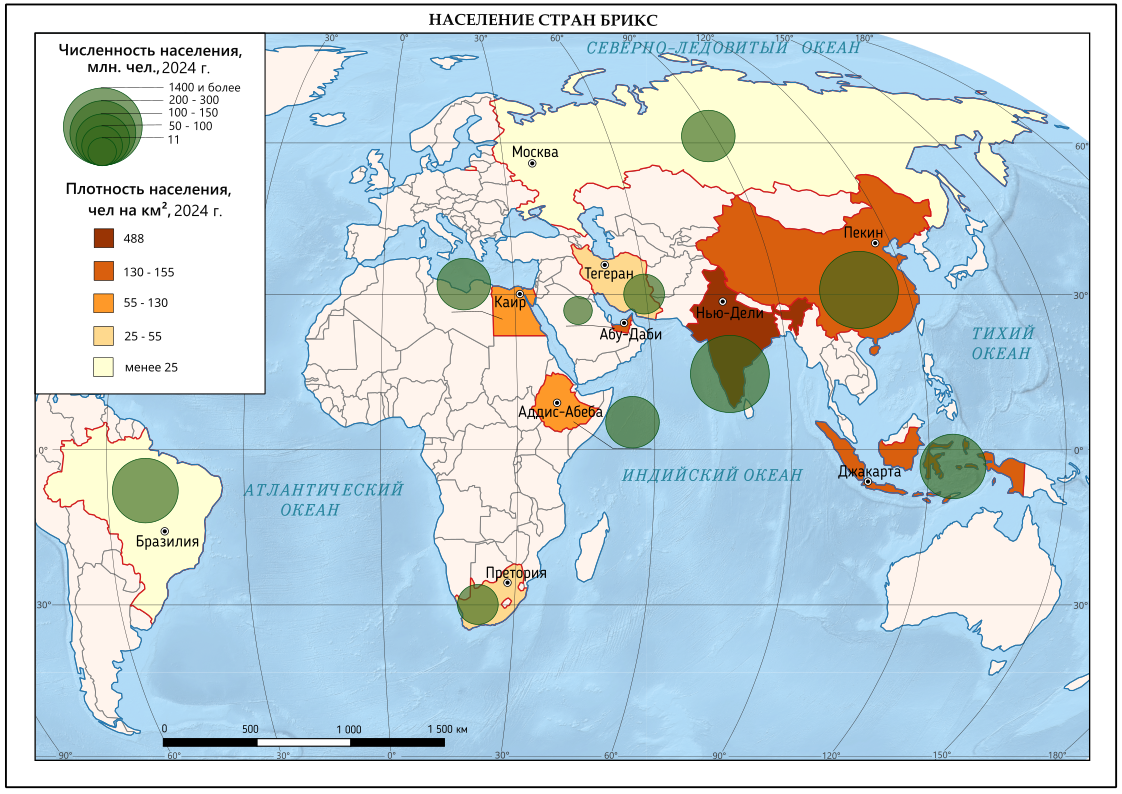 НАСЕЛЕНИЕ СТРАН БРИКС
Численность населения,
млн. чел., 2024 г.
1400 и более
200 - 300
100 - 150
50 - 100
11
Плотность населения,
чел на км², 2024 г.
488
130 - 155
55 - 130
25 - 55
менее 25
30° 0° 30° 60° 90° 120° 150° 180°
СЕВЕРНО-ЛЕДОВИТЫЙ ОКЕАН
60°
Москва
Пекин
Тегеран
30°
Каир
Нью-Дели
Абу-Даби
ТИХИЙ
ОКЕАН
Аддис-Абеба
0°
0°
Джакарта
ИНДИЙСКИЙ ОКЕАН
АТЛАНТИЧЕСКИЙ
ОКЕАН
Бразилия
Претория
30°
30°
0 500 1 000 1 500 км
90° 60° 30° 0° 30° 60° 90° 120° 150° 180°